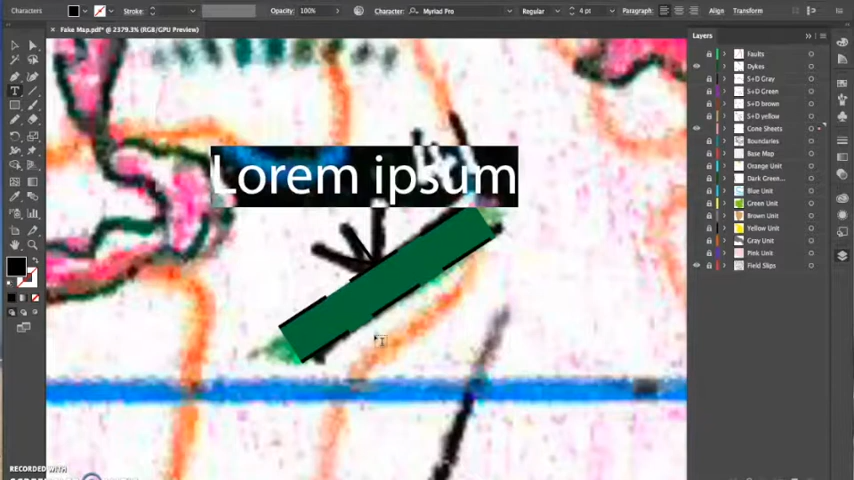 Characters Stroke: Opacity: 100% Character: Myriad Pro Regular 4 pt Paragraph: Align Transform
Fake Map.pdf* @ 2379.3% (RGB/GPU Preview)
Layers
Faults
Dykes
S+D Gray
S+D Green
S+D brown
S+D yellow
Cone Sheets
Boundaries
Base Map
Orange Unit
Dark Green...
Blue Unit
Green Unit
Brown Unit
Yellow Unit
Gray Unit
Pink Unit
Field Slips
Lorem ipsum
RECORDED WITH